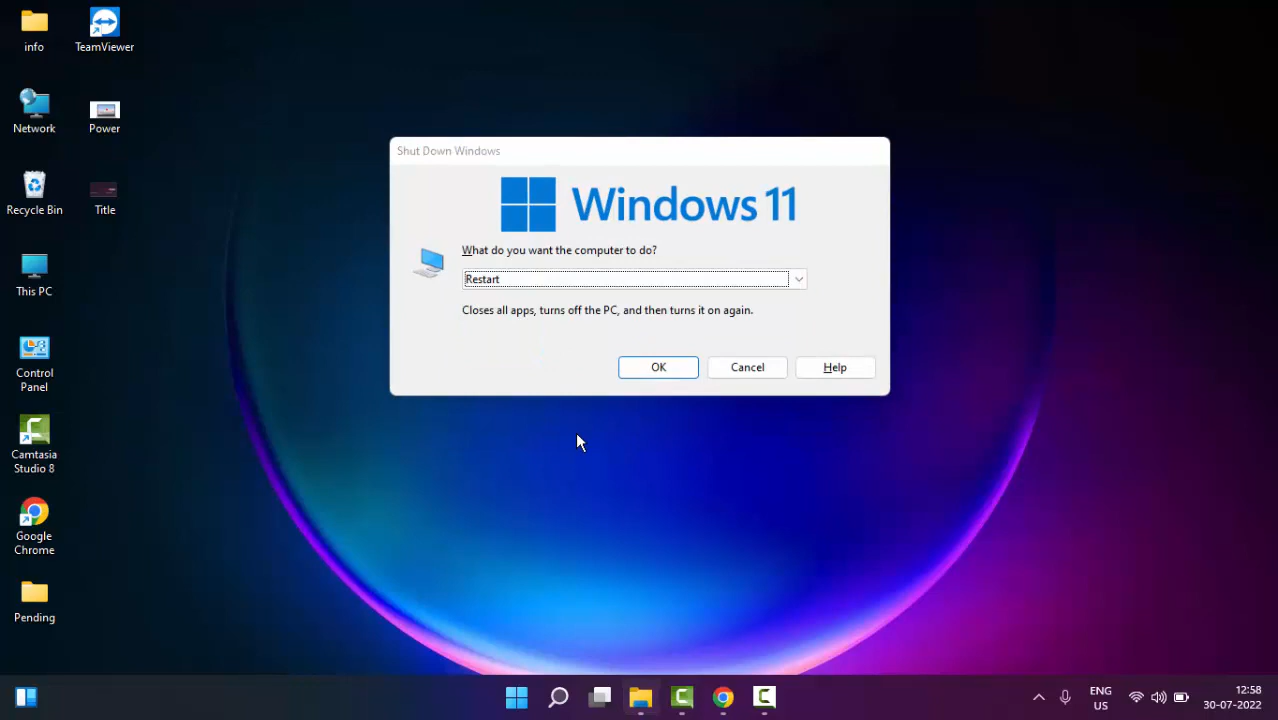 info
TeamViewer
Network
Power
Recycle Bin
Title
This PC
Control
Panel
Camtasia
Studio 8
Google
Chrome
Pending
Shut Down Windows
Windows 11
What do you want the computer to do?
Restart
Closes all apps, turns off the PC, and then turns it on again.
OK
Cancel
Help
ENG
US
12:58
30-07-2022